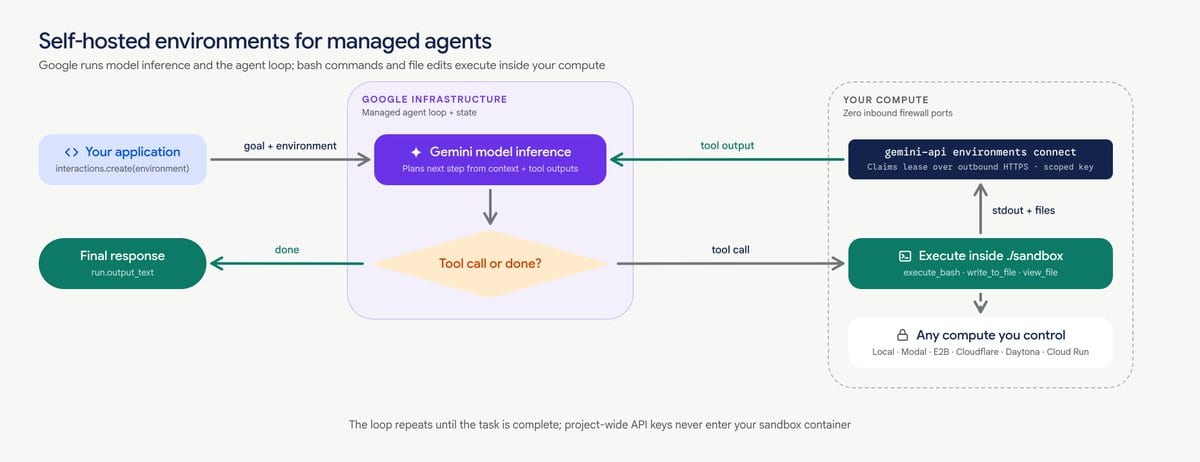 Self-hosted environments for managed agents
Google runs model inference and the agent loop; bash commands and file edits execute inside your compute
GOOGLE INFRASTRUCTURE
Managed agent loop + state
YOUR COMPUTE
Zero inbound firewall ports
Your application
interactions.create(environment)
goal + environment
Gemini model inference
Plans next step from context + tool outputs
tool output
gemini-api environments connect
Claims lease over outbound HTTPS · scoped key
stdout + files
Final response
run.output_text
done
Tool call or done?
tool call
Execute inside ./sandbox
execute_bash · write_to_file · view_file
Any compute you control
Local · Modal · E2B · Cloudflare · Daytona · Cloud Run
The loop repeats until the task is complete; project-wide API keys never enter your sandbox container